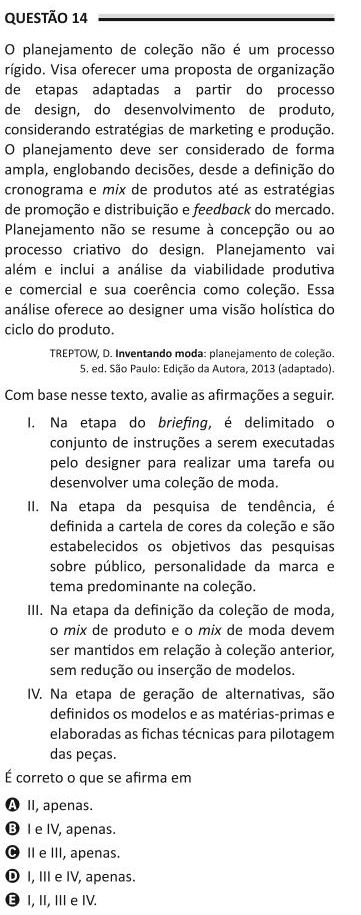 QUESTÃO 14
O planejamento de coleção não é um processo
rígido. Visa oferecer uma proposta de organização
de etapas adaptadas a partir do processo
de design, do desenvolvimento de produto,
considerando estratégias de marketing e produção.
O planejamento deve ser considerado de forma
ampla, englobando decisões, desde a definição do
cronograma e mix de produtos até as estratégias
de promoção e distribuição e feedback do mercado.
Planejamento não se resume à concepção ou ao
processo criativo do design. Planejamento vai
além e inclui a análise da viabilidade produtiva
e comercial e sua coerência como coleção. Essa
análise oferece ao designer uma visão holística do
ciclo do produto.
TREPTOW, D. Inventando moda: planejamento de coleção.
5. ed. São Paulo: Edição da Autora, 2013 (adaptado).
Com base nesse texto, avalie as afirmações a seguir.
I. Na etapa do briefing, é delimitado o
conjunto de instruções a serem executadas
pelo designer para realizar uma tarefa ou
desenvolver uma coleção de moda.
II. Na etapa da pesquisa de tendência, é
definida a cartela de cores da coleção e são
estabelecidos os objetivos das pesquisas
sobre público, personalidade da marca e
tema predominante na coleção.
III. Na etapa da definição da coleção de moda,
o mix de produto e o mix de moda devem
ser mantidos em relação à coleção anterior,
sem redução ou inserção de modelos.
IV. Na etapa de geração de alternativas, são
definidos os modelos e as matérias-primas e
elaboradas as fichas técnicas para pilotagem
das peças.
É correto o que se afirma em
A II, apenas.
B I e IV, apenas.
C II e III, apenas.
D I, III e IV, apenas.
E I, II, III e IV.